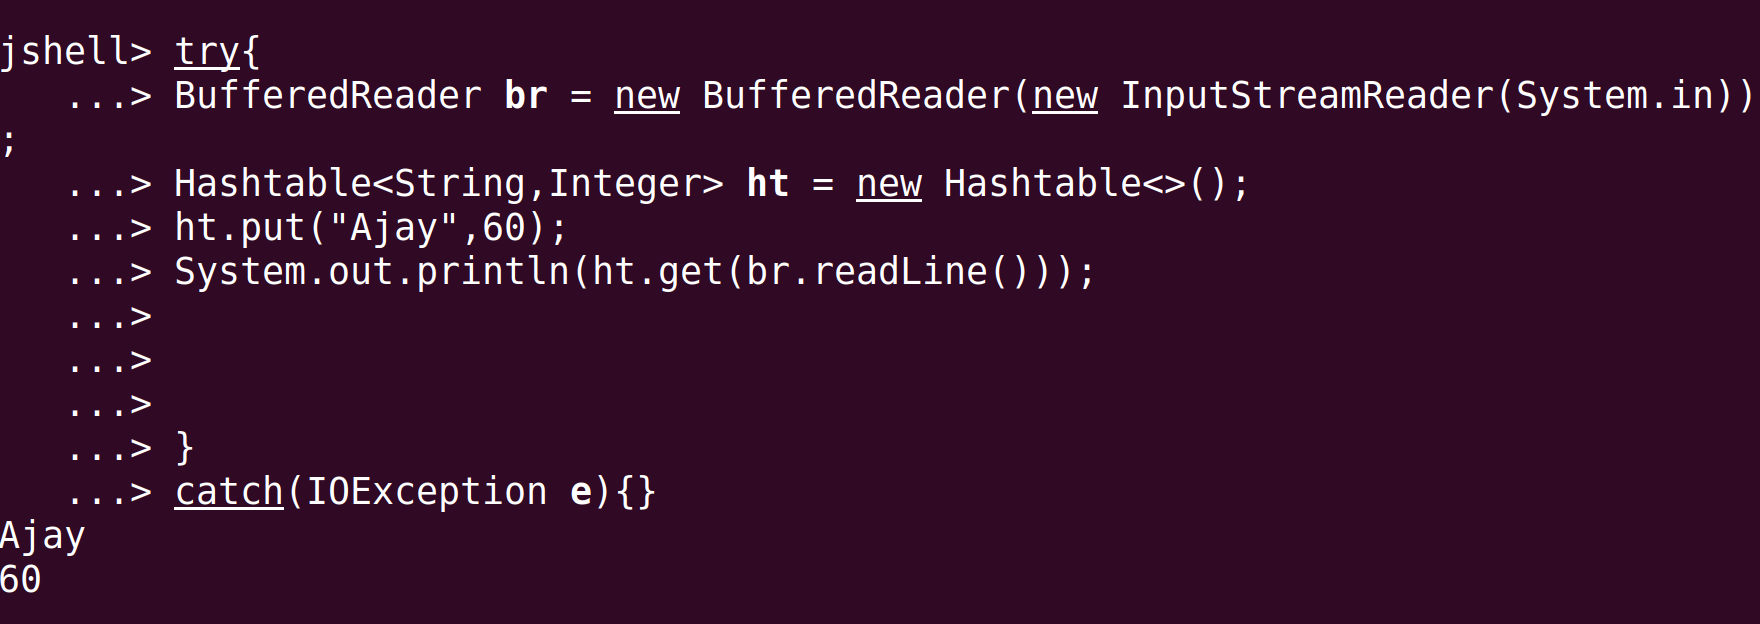 jshell> try{
   ...> BufferedReader br = new BufferedReader(new InputStreamReader(System.in))
;
   ...> Hashtable<String,Integer> ht = new Hashtable<>();
   ...> ht.put("Ajay",60);
   ...> System.out.println(ht.get(br.readLine()));
   ...>
   ...>
   ...>
   ...> }
   ...> catch(IOException e){}
Ajay
60